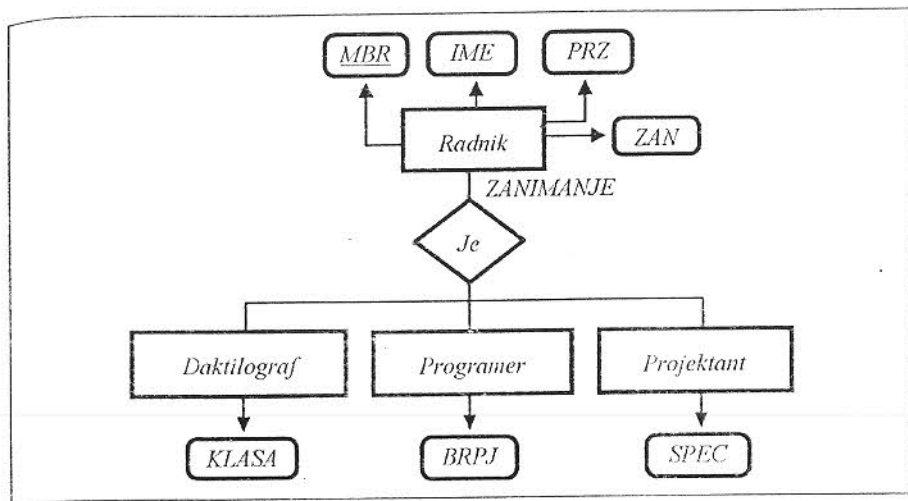 MBR IME PRZ
Radnik ZAN
ZANIMANJE
Je
Daktilograf Programer Projektant
KLASA BRPJ SPEC